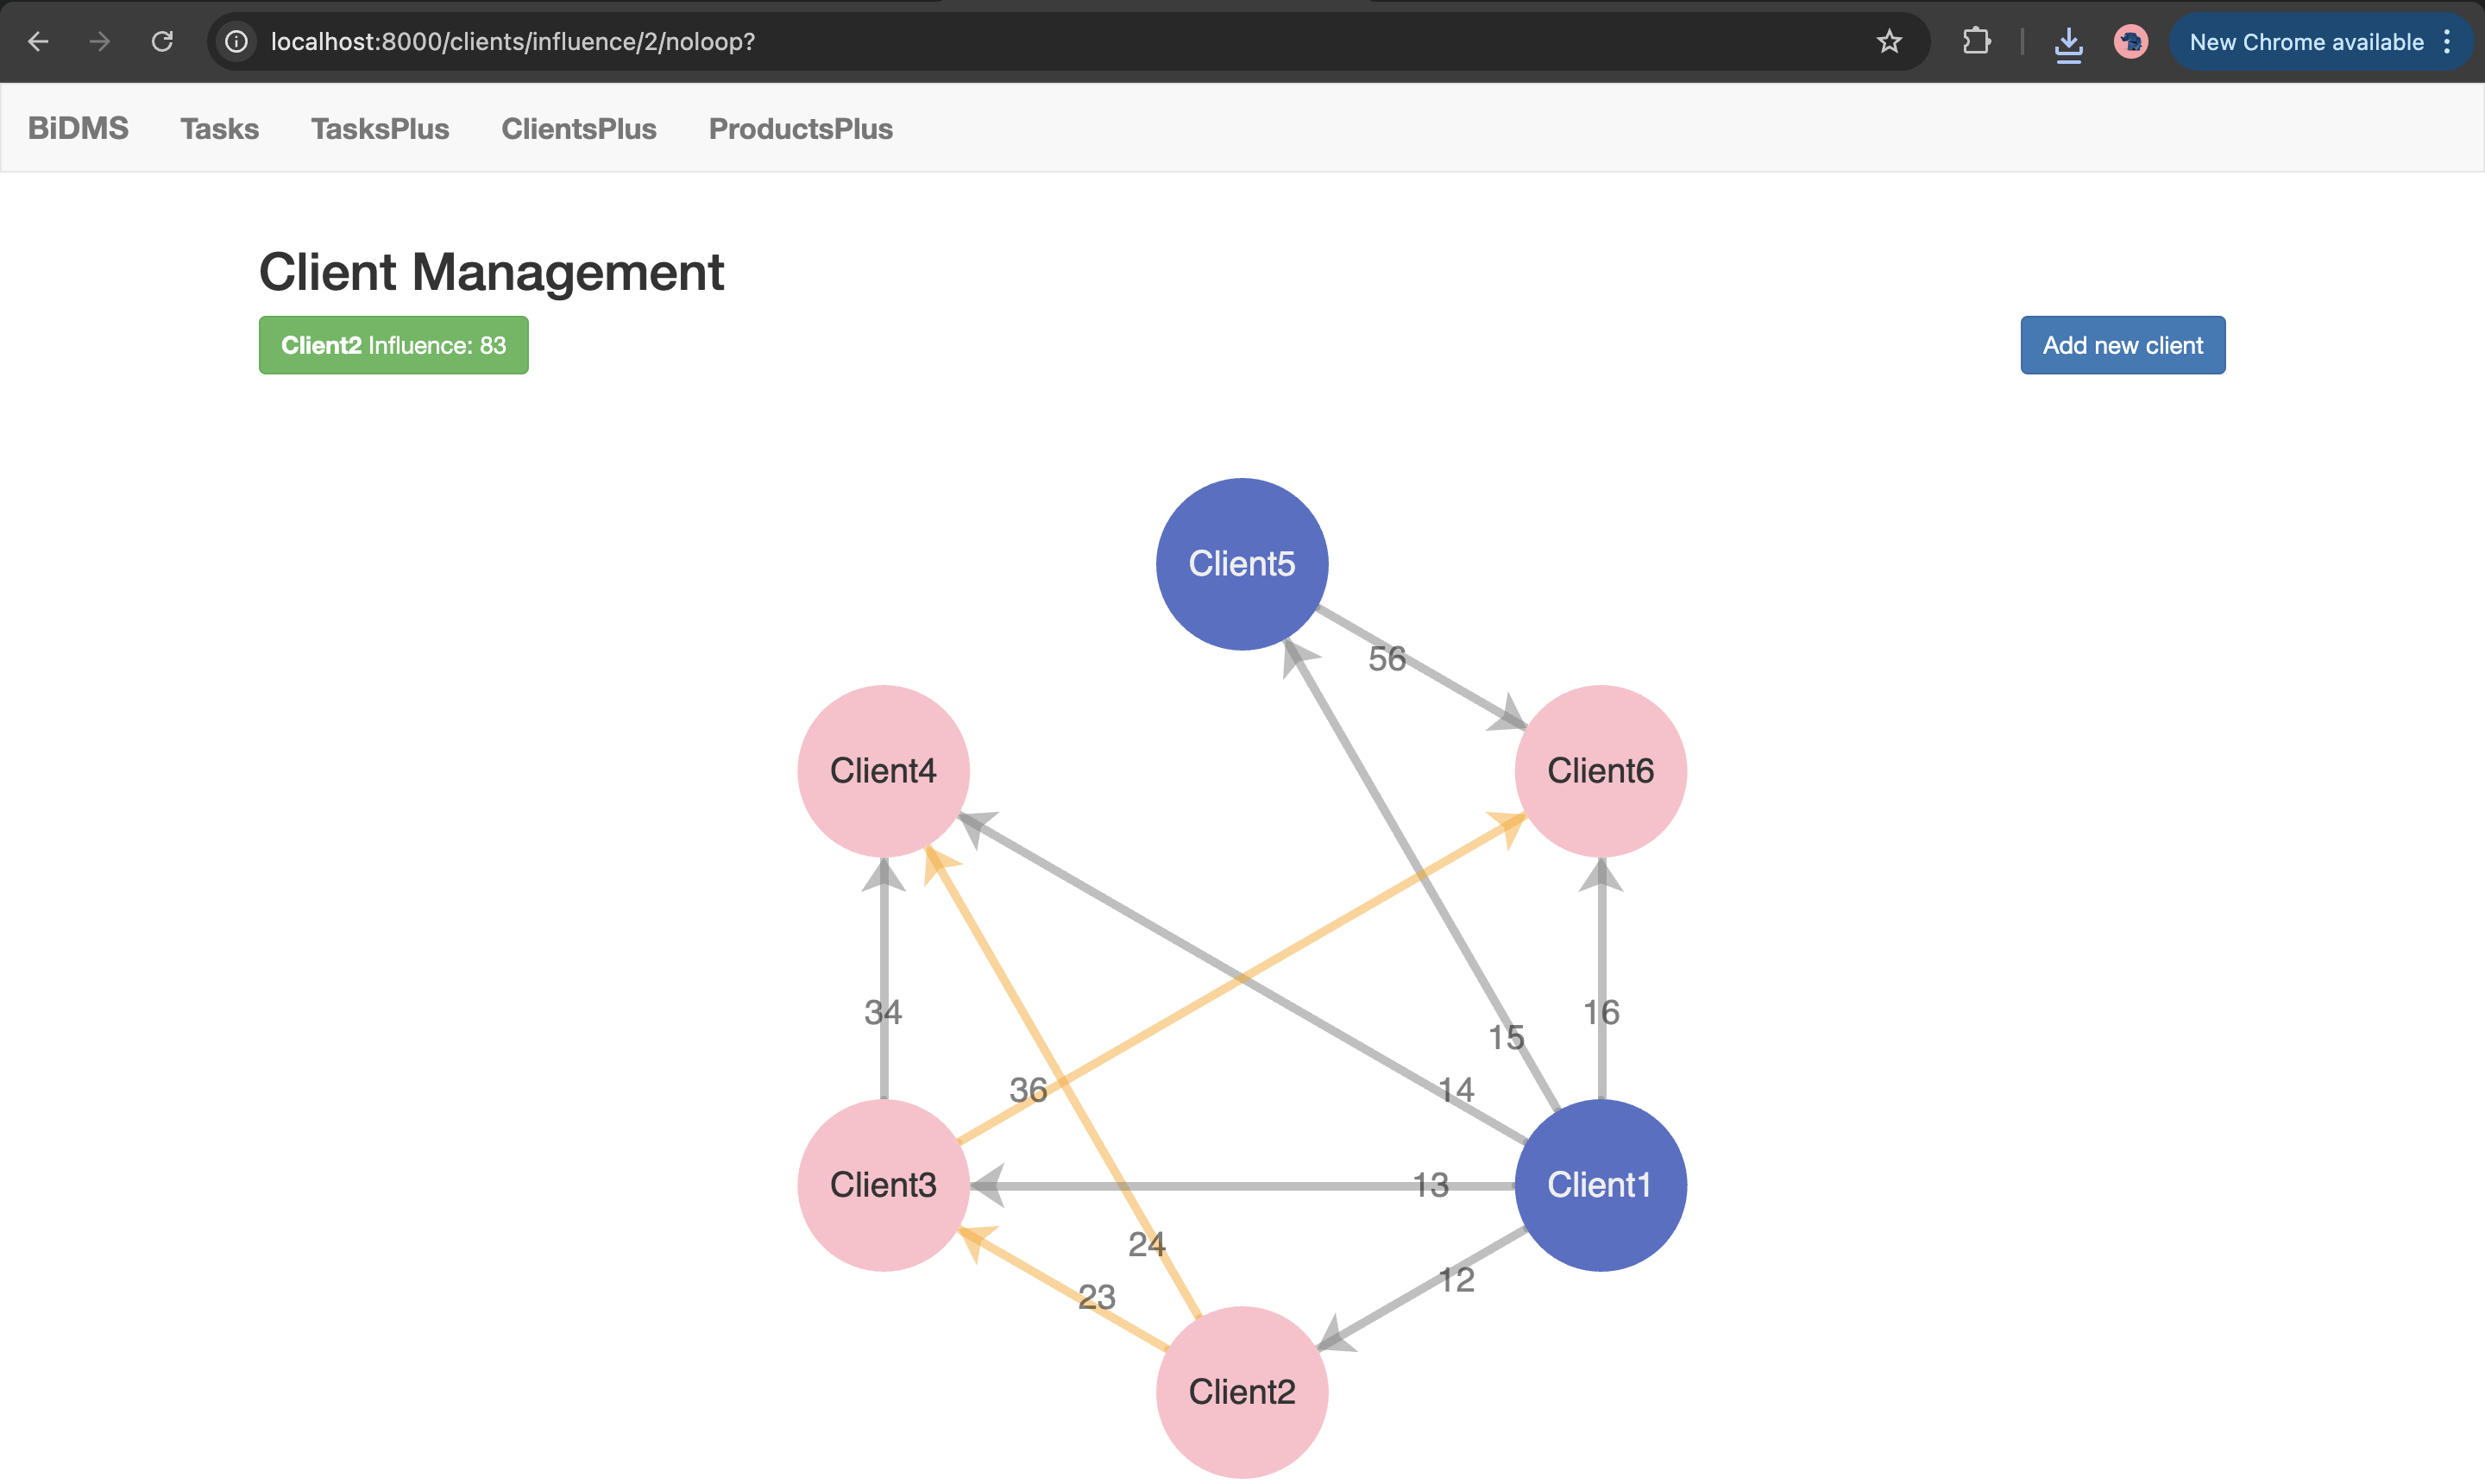 localhost:8000/clients/influence/2/noloop?
New Chrome available
BiDMS Tasks TasksPlus ClientsPlus ProductsPlus
Client Management
Client2 Influence: 83
Add new client
Client5
56
Client4
Client6
34
16
15
36
14
Client3
13
Client1
24
12
23
Client2